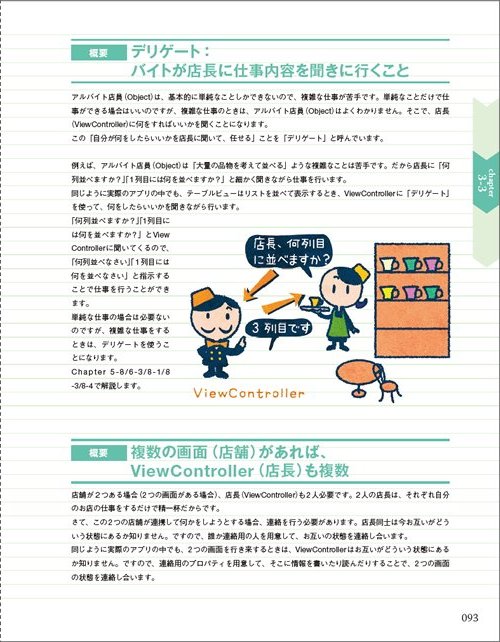 概要
デリゲート：
バイトが店長に仕事内容を聞きに行くこと
アルバイト店員（Object）は、基本的に単純なことしかできないので、複雑な仕事が苦手です。単純なことだけで仕
事ができる場合はいいのですが、複雑な仕事のときは、アルバイト店員（Object）はよくわかりません。そこで、店長
（ViewController）に何をすればいいかを聞くことになります。
この「自分が何をしたらいいかを店長に聞いて、任せる」ことを「デリゲート」と呼んでいます。
例えば、アルバイト店員（Object）は「大量の品物を考えて並べる」ような複雑なことは苦手です。だから店長に「何
列並べますか？」「1列目には何を並べますか？」と細かく聞きながら仕事を行います。
同じように実際のアプリの中でも、テーブルビューはリストを並べて表示するとき、ViewControllerに「デリゲート」
を使って、何をしたらいいかを聞きながら行います。
「何列並べますか？」「1列目に
は何を並べますか？」とView
Controllerに聞いてくるので、
「何列並べなさい」「1列目には
何を並べなさい」と指示する
ことで仕事を行うことができ
ます。
単純な仕事の場合は必要ない
のですが、複雑な仕事をする
ときは、デリゲートを使うこ
とになります。
Chapter 5-8/6-3/8-1/8
-3/8-4で解説します。
店長、何列目
に並べますか？
3列目です
ViewController
chapter
3-3
概要
複数の画面（店舗）があれば、
ViewController（店長）も複数
店舗が2つある場合（2つの画面がある場合）、店長（ViewController）も2人必要です。2人の店長は、それぞれ自分
のお店の仕事をするだけで精一杯だからです。
さて、この2つの店舗が連携して何かをしようとする場合、連絡を行う必要があります。店長同士は今お互いがどう
いう状態にあるか知りません。ですので、誰か連絡用の人を用意して、お互いの状態を連絡し合います。
同じように実際のアプリの中でも、2つの画面を行き来するときは、ViewControllerはお互いがどういう状態にある
か知りません。ですので、連絡用のプロパティを用意して、そこに情報を書いたり読んだりすることで、2つの画面
の状態を連絡し合います。
093